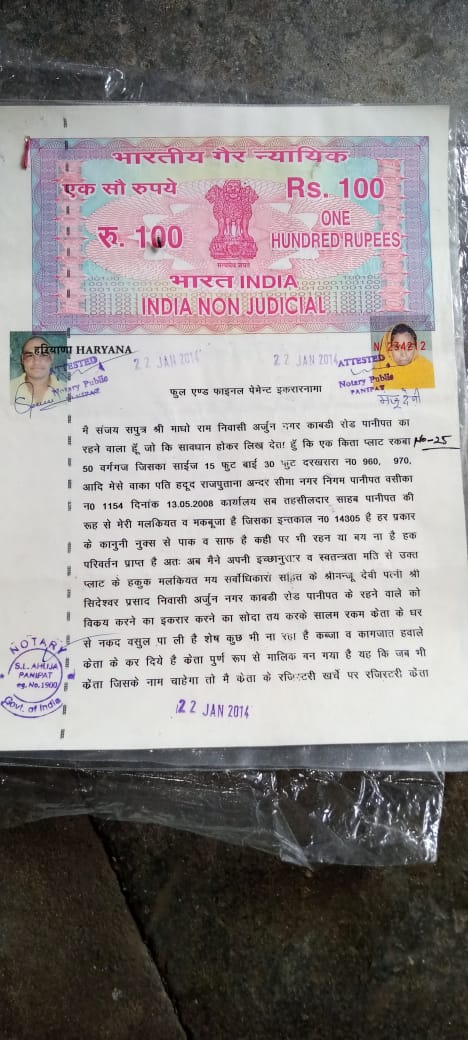 भारतीय गैर न्यायिक
एक सौ रुपये
Rs. 100
रु. 100
ONE
HUNDRED RUPEES
सत्यमेव जयते
भारत INDIA
INDIA NON JUDICIAL
हरियाणा HARYANA
N 234212
22 JAN 2014
22 JAN 2014
ATTESTED
Notary Public
PANIPAT
ATTESTED
Notary Public
PANIPAT
फुल एण्ड फाइनल पेमेन्ट इकरारनामा
मै संजय सपुत्र श्री माधो राम निवासी अर्जुन नगर काबडी रोड पानीपत का
रहने वाला हूँ जो कि सावधान होकर लिख देता हुँ कि एक किता प्लाट रकबा No-25
50 वर्गगज जिसका साईज 15 फुट बाई 30 फुट दरखसरा न0 960, 970,
आदि मेसे वाका पति हदूद राजपुताना अन्दर सीमा नगर निगम पानीपत वसीका
न0 1154 दिनांक 13.05.2008 कार्यालय सब तहसीलदार साहब पानीपत की
रूह से मेरी मलकियत व मकबूजा है जिसका इन्तकाल न0 14305 है हर प्रकार
के कानुनी नुक्स से पाक व साफ है कही पर भी रहन या बय ना है हक
परिवर्तन प्राप्त है अतः अब मैने अपनी इच्छानुसार व स्वतन्त्रता मति से उक्त
प्लाट के हकुक मलकियत मय सर्वाधिकारो सहित के श्रीमन्जू देवी पत्नी श्री
सिदेश्वर प्रसाद निवासी अर्जुन नगर काबडी रोड पानीपत के रहने वाले को
विकय करने का इकरार करने का सोदा तय करके सालम रकम केता के घर
से नकद वसुल पा ली है शेष कुछ भी ना रहा है कब्जा व कागजात हवाले
केता के कर दिये है केता पुर्ण रूप से मालिक बन गया है यह कि जब भी
केंता जिसके नाम चाहेगा तो मै केता के रजिस्टरी खर्चे पर रजिस्टरी केंता
NOTARY
S.L. AHUJA
PANIPAT
eg. No. 1900
Govt. of India
22 JAN 2014